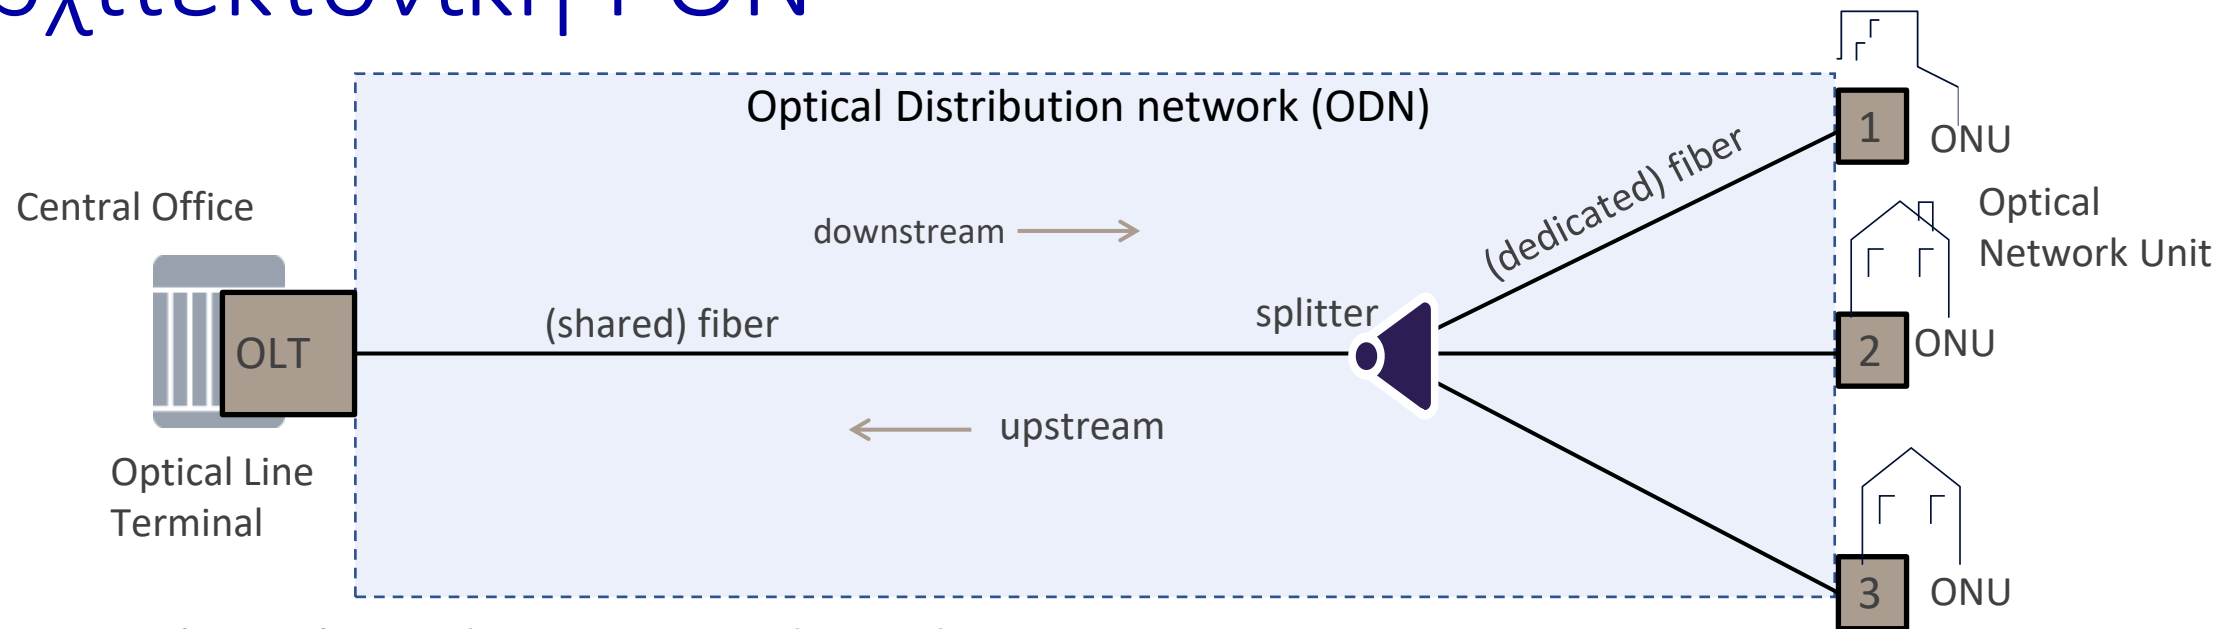 PON
Optical Distribution network (ODN)
1
ONU
(dedicated) fiber
Central Office
downstream
Optical
Network Unit
(shared) fiber
splitter
OLT
2
ONU
upstream
Optical Line
Terminal
3
ONU